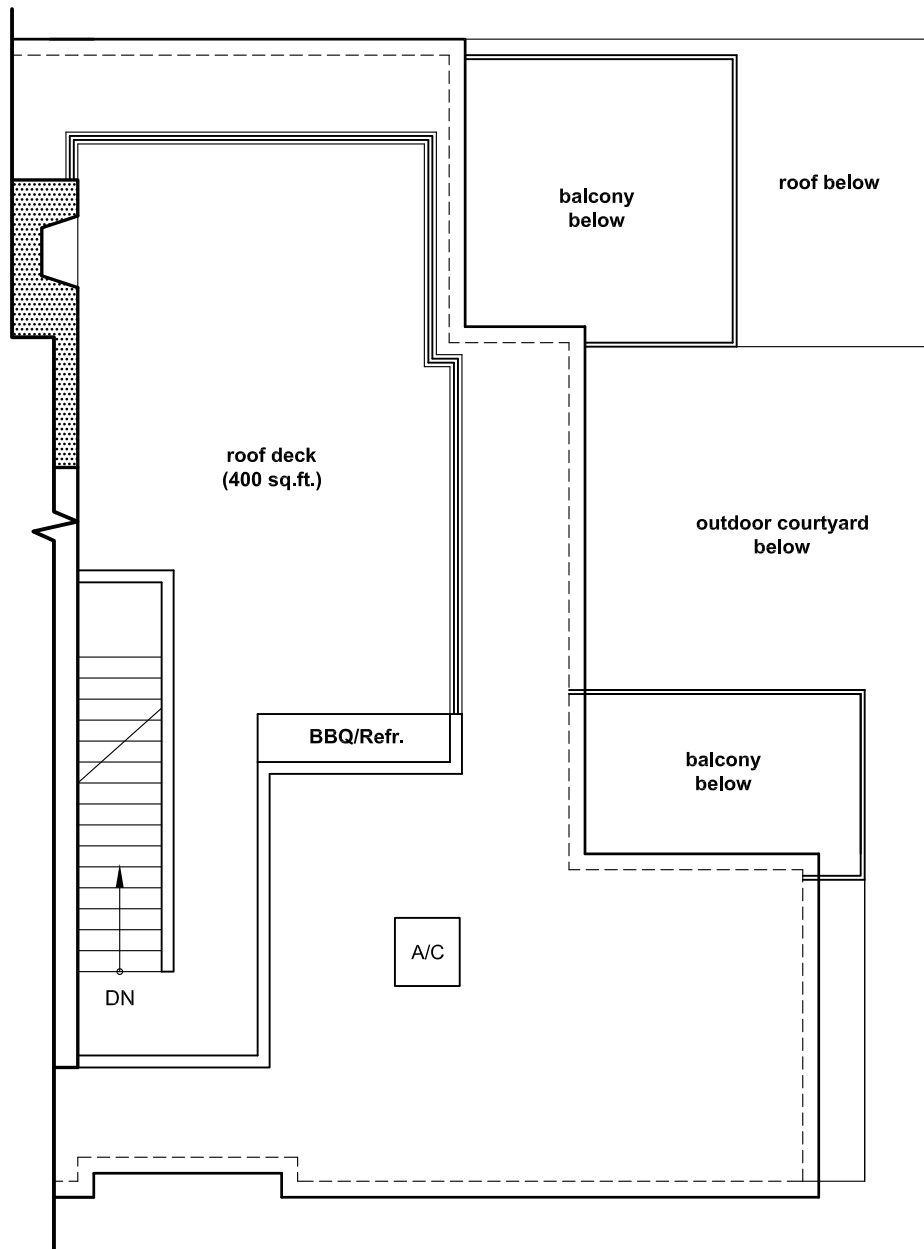 balcony
below
roof below
roof deck
(400 sq.ft.)
outdoor courtyard
below
BBQ/Refr.
balcony
below
A/C
DN